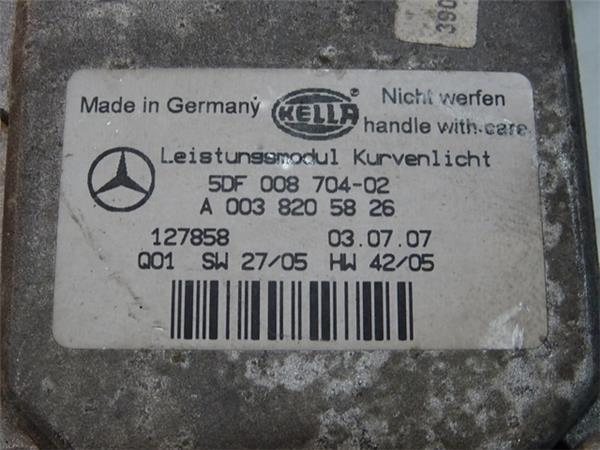 390
Made in Germany HELLA Nicht werfen
handle with care
Leistungsmodul Kurvenlicht
5DF 008 704-02
A 003 820 58 26
127858 03.07.07
Q01 SW 27/05 HW 42/05